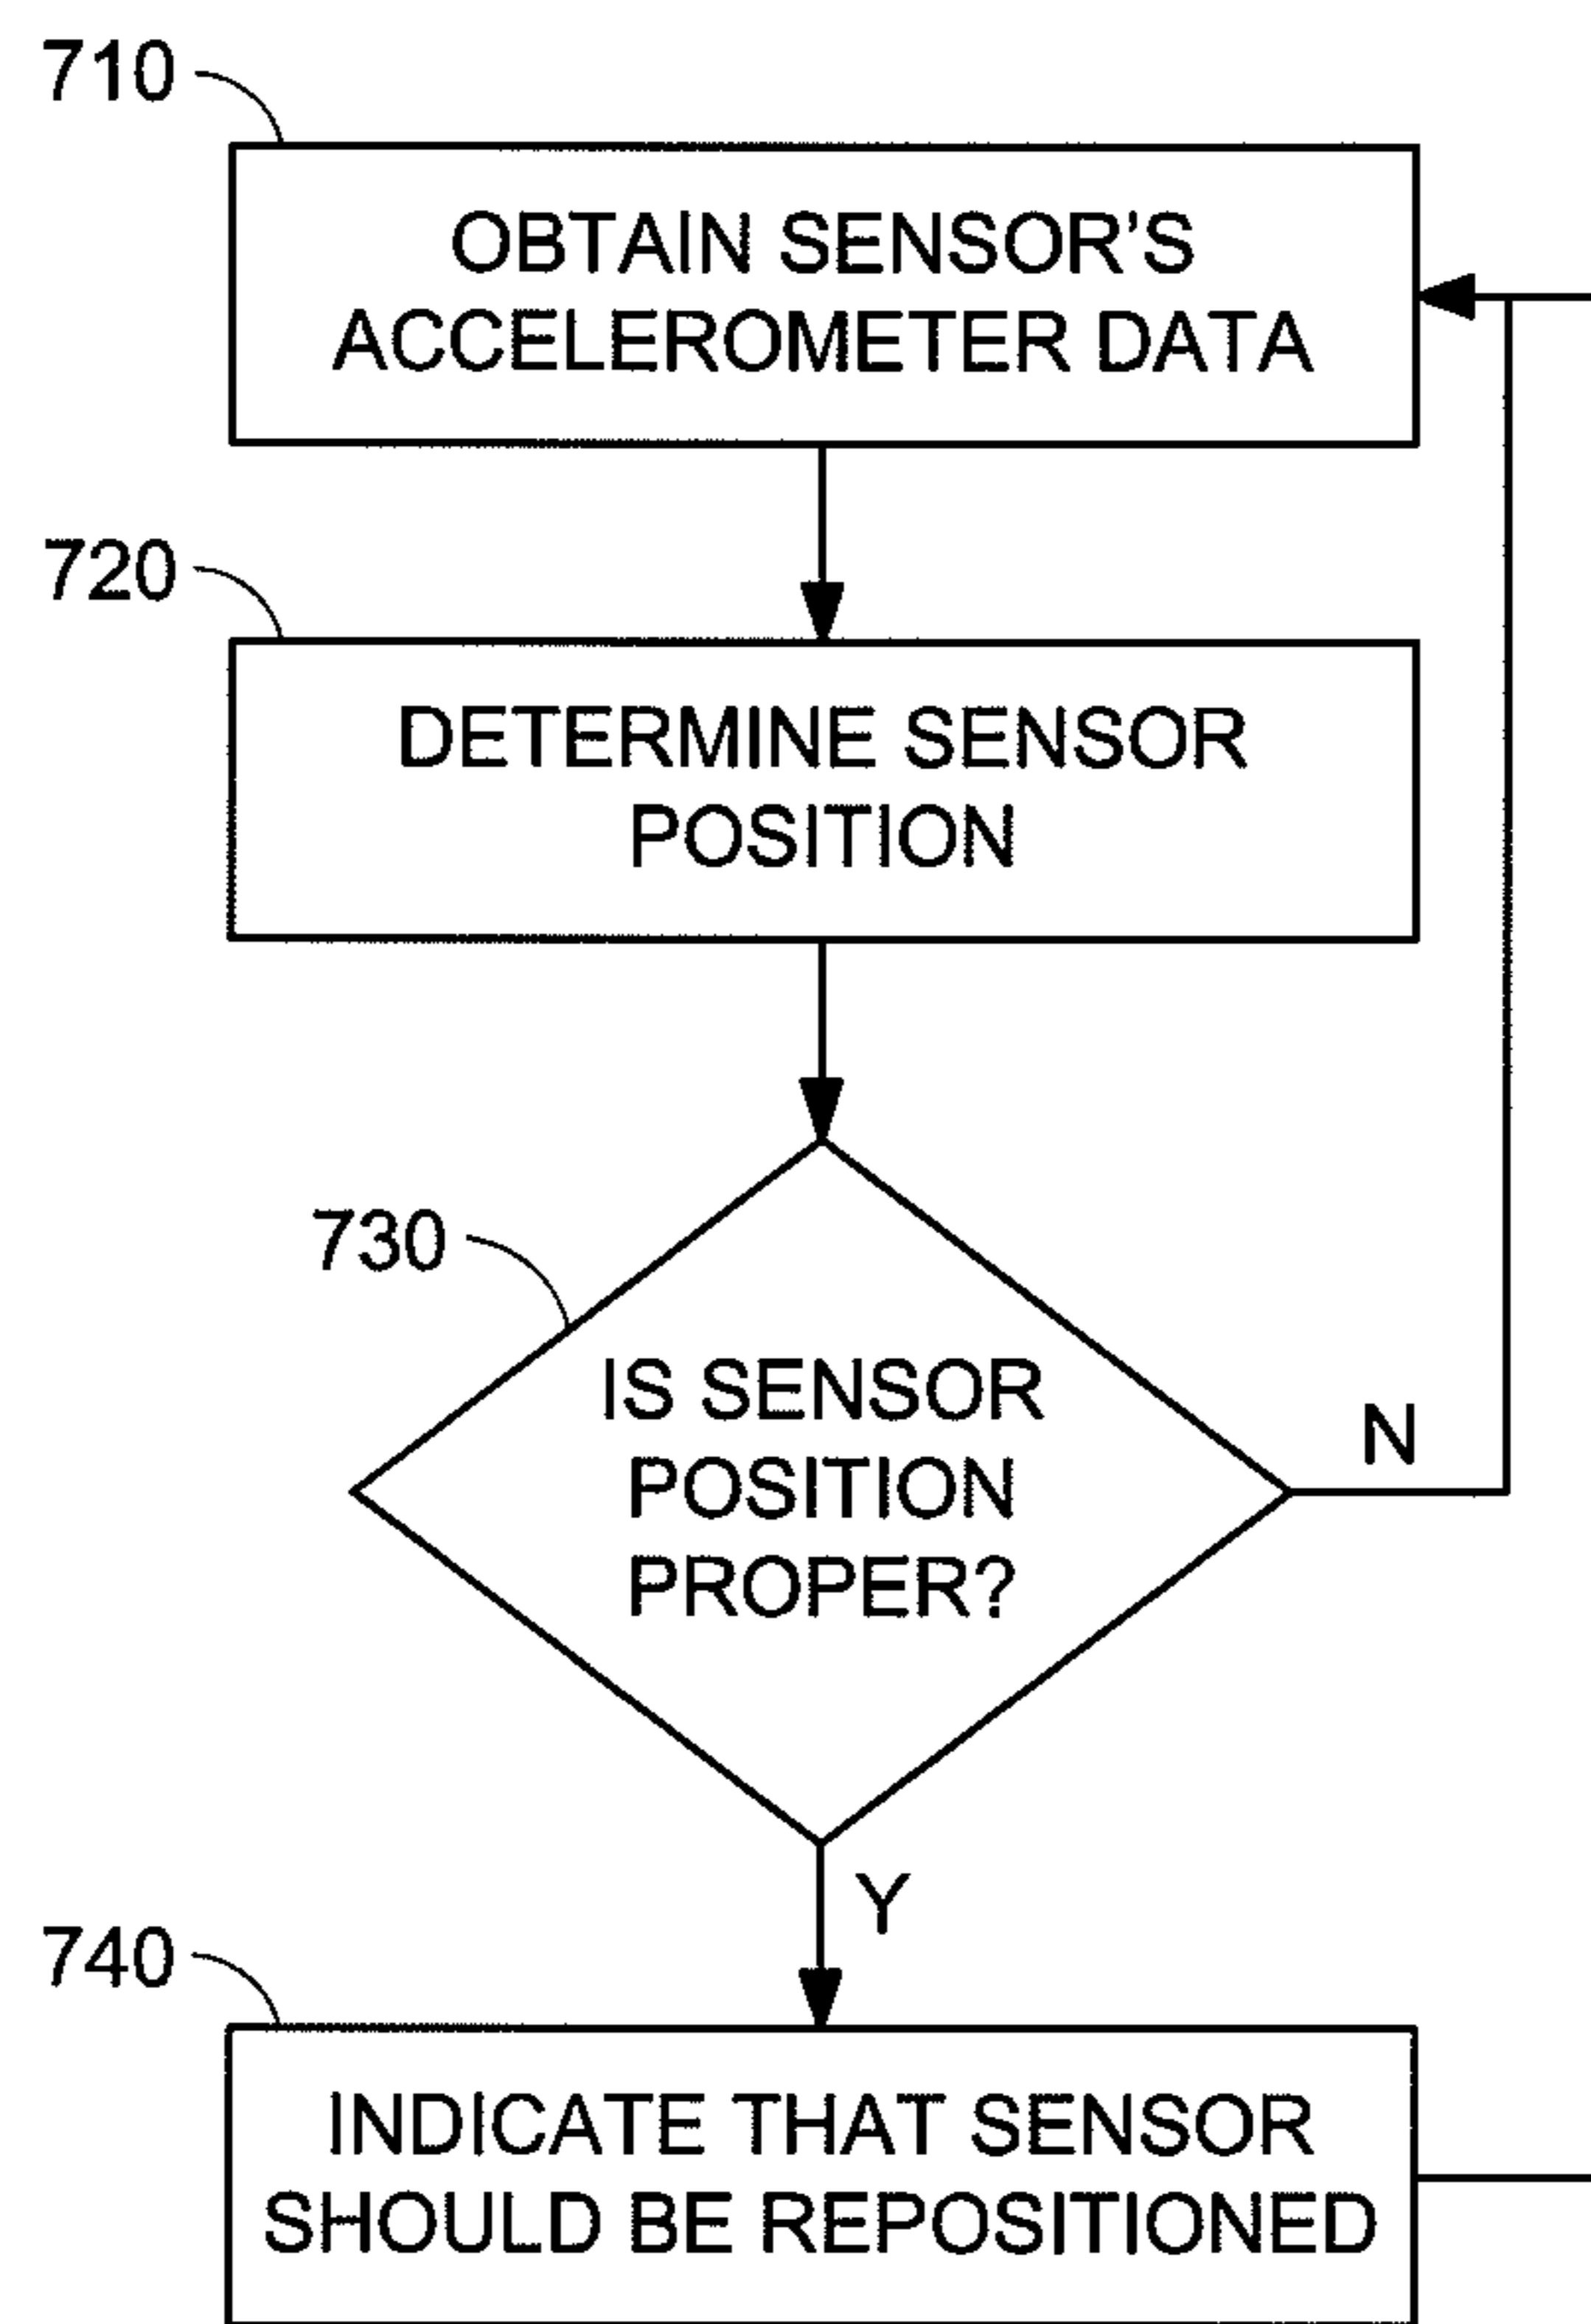 710
OBTAIN SENSOR'S
ACCELEROMETER DATA
720
DETERMINE SENSOR
POSITION
730
IS SENSOR
POSITION
PROPER?
N
Y
740
INDICATE THAT SENSOR
SHOULD BE REPOSITIONED